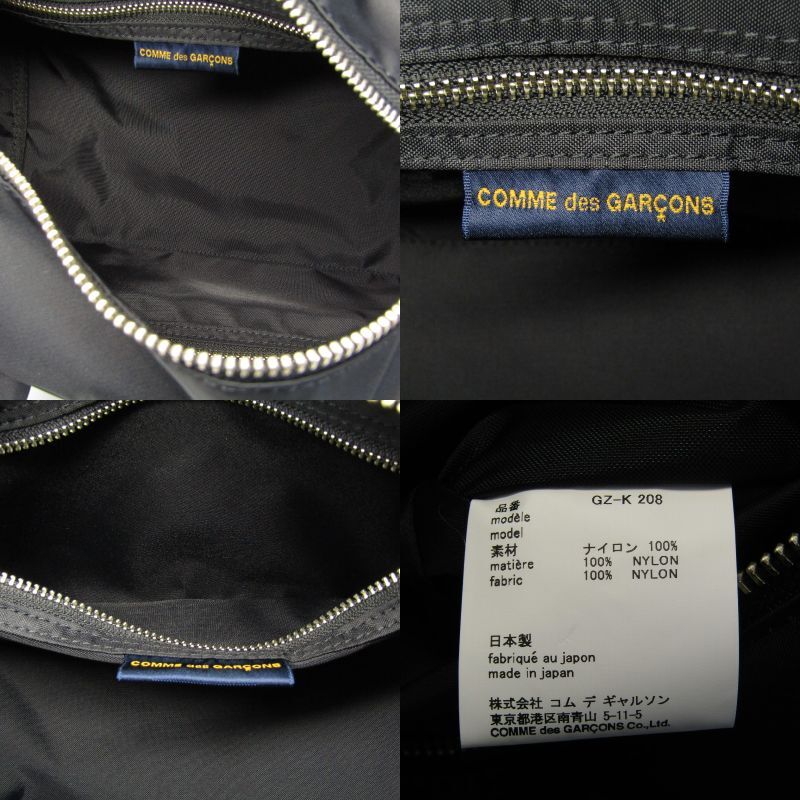 COMME des GARÇONS
COMME des GARÇONS
COMME des GARÇONS
品番 GZ-K 208
modèle
model
素材 ナイロン 100%
matière 100% NYLON
fabric 100% NYLON
日本製
fabriqué au japon
made in japan
株式会社 コム デ ギャルソン
東京都港区南青山 5-11-5
COMME des GARÇONS Co.,Ltd.